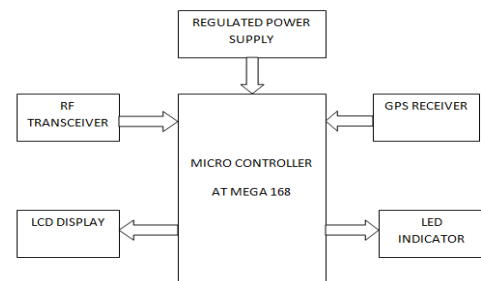 REGULATED POWER
SUPPLY
RF
TRANSCEIVER
GPS RECEIVER
MICRO CONTROLLER
AT MEGA 168
LCD DISPLAY
LED
INDICATOR